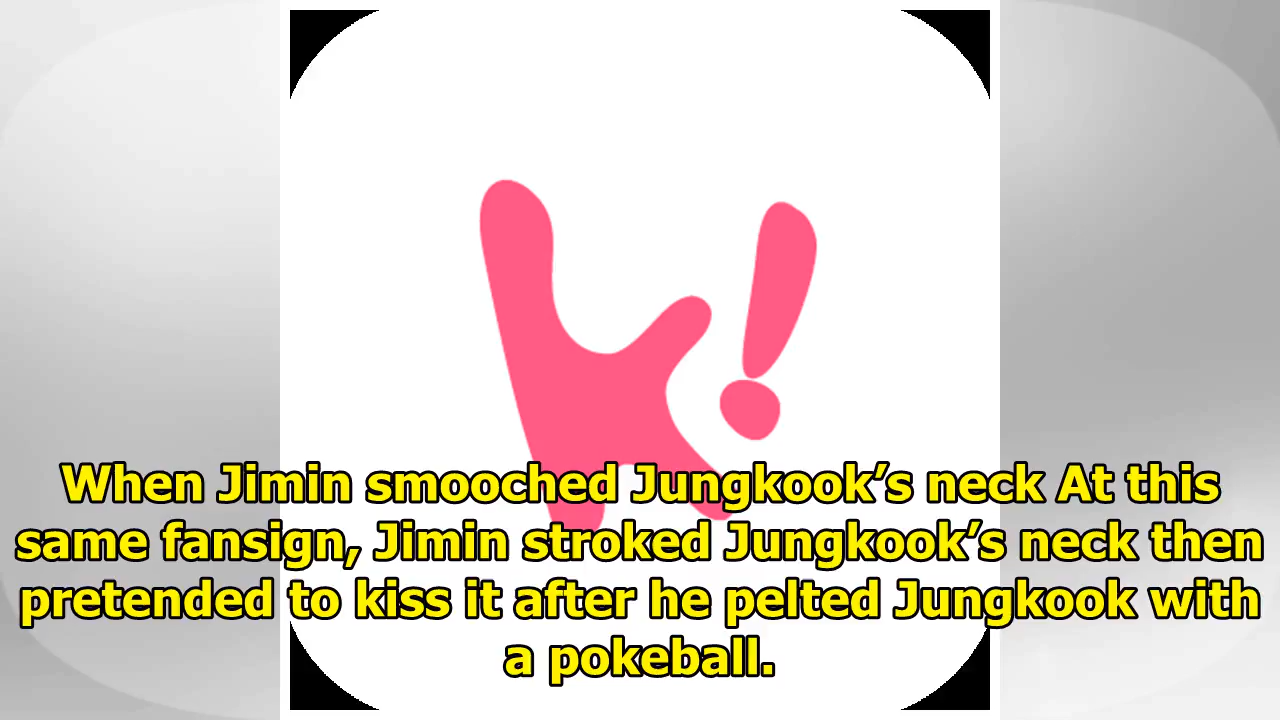 k!
When Jimin smooched Jungkook’s neck At this
same fansign, Jimin stroked Jungkook’s neck then
pretended to kiss it after he pelted Jungkook with
a pokeball.